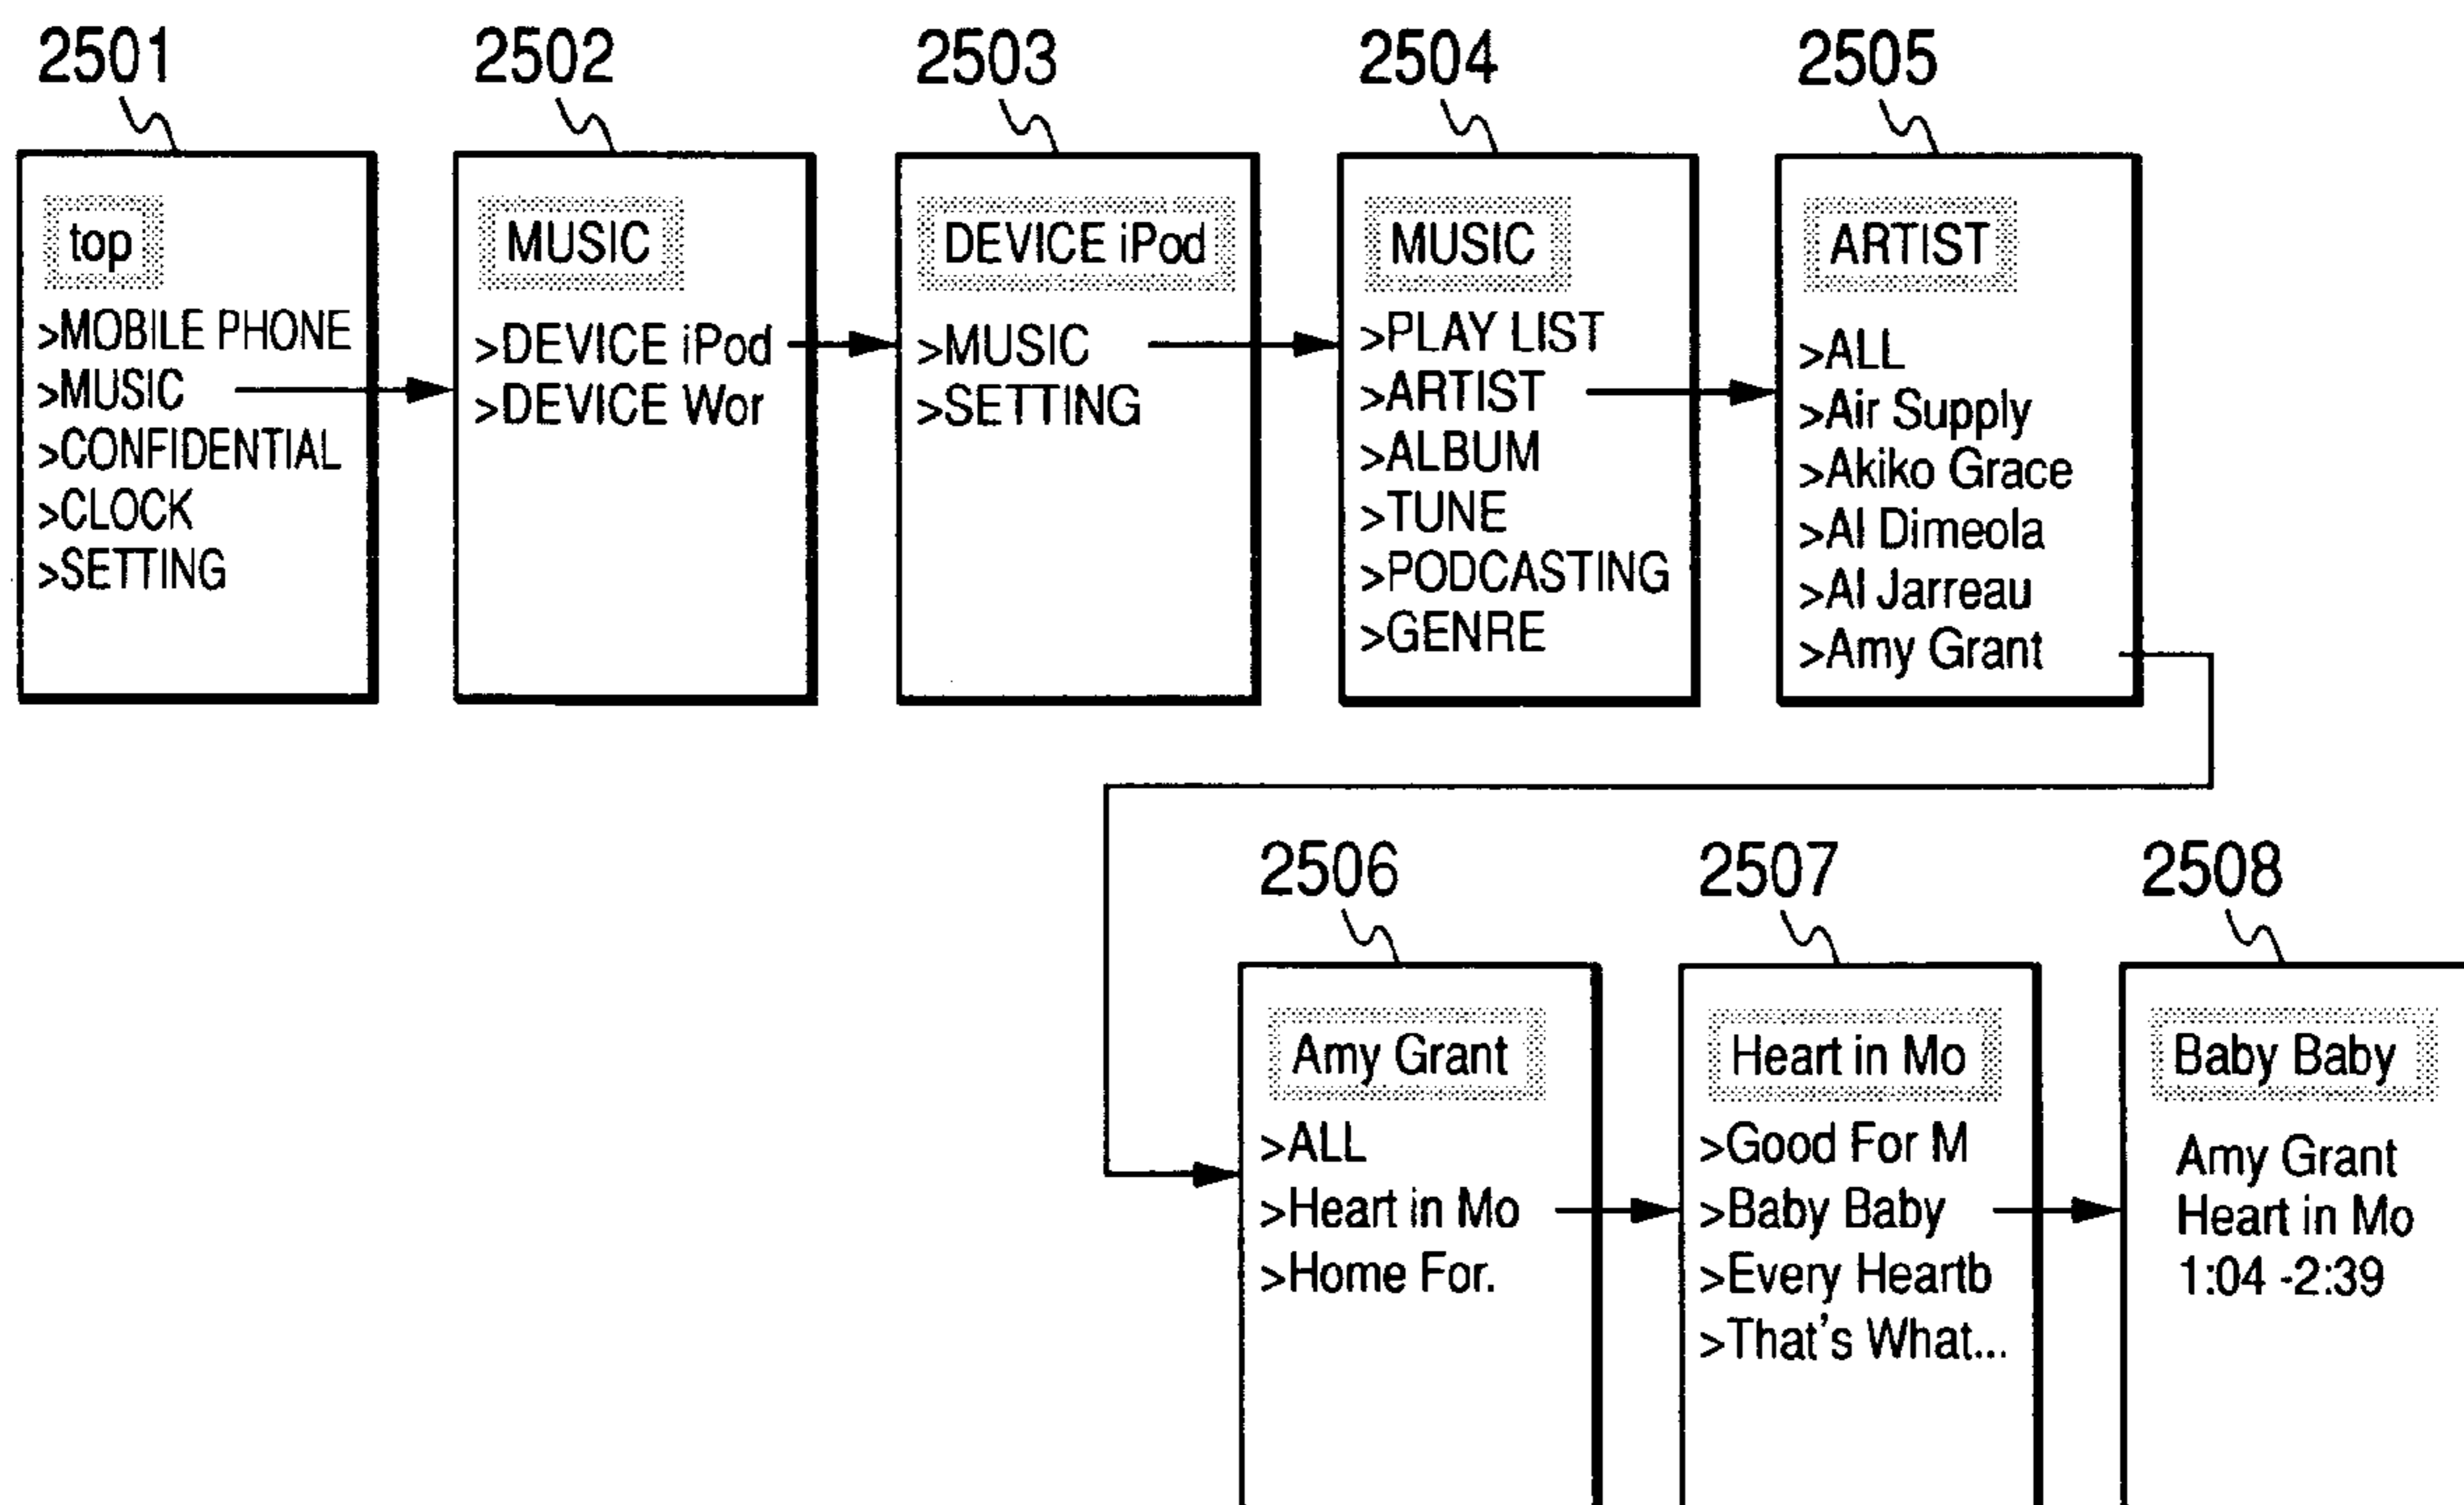 2501
2502
2503
2504
2505
top
>MOBILE PHONE
>MUSIC
>CONFIDENTIAL
>CLOCK
>SETTING
MUSIC
>DEVICE iPod
>DEVICE Wor
DEVICE iPod
>MUSIC
>SETTING
MUSIC
>PLAY LIST
>ARTIST
>ALBUM
>TUNE
>PODCASTING
>GENRE
ARTIST
>ALL
>Air Supply
>Akiko Grace
>Al Dimeola
>Al Jarreau
>Amy Grant
2506
2507
2508
Amy Grant
>ALL
>Heart in Mo
>Home For.
Heart in Mo
>Good For M
>Baby Baby
>Every Heartb
>That's What...
Baby Baby
Amy Grant
Heart in Mo
1:04 -2:39